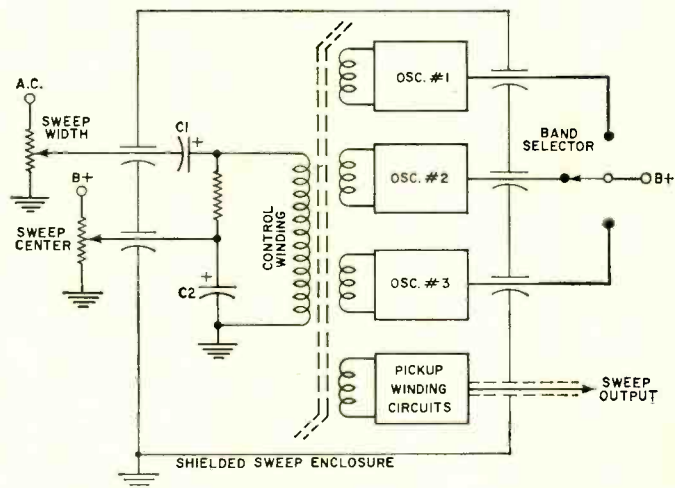 A.C.
SWEEP
WIDTH
C1
+
B+
SWEEP
CENTER
+
C2
CONTROL
WINDING
OSC. #1
OSC. #2
OSC. #3
PICKUP
WINDING
CIRCUITS
BAND
SELECTOR
B+
SWEEP
OUTPUT
SHIELDED SWEEP ENCLOSURE